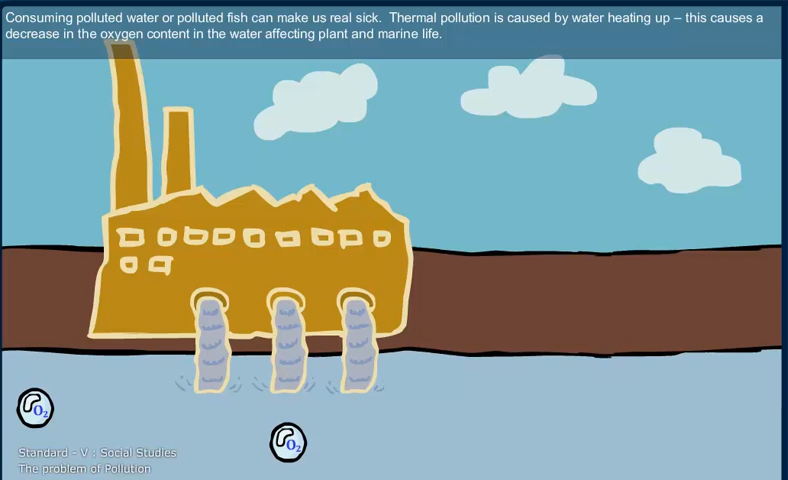 Consuming polluted water or polluted fish can make us real sick.  Thermal pollution is caused by water heating up – this causes a
decrease in the oxygen content in the water affecting plant and marine life.
O₂
O₂
Standard - V : Social Studies
The problem of Pollution